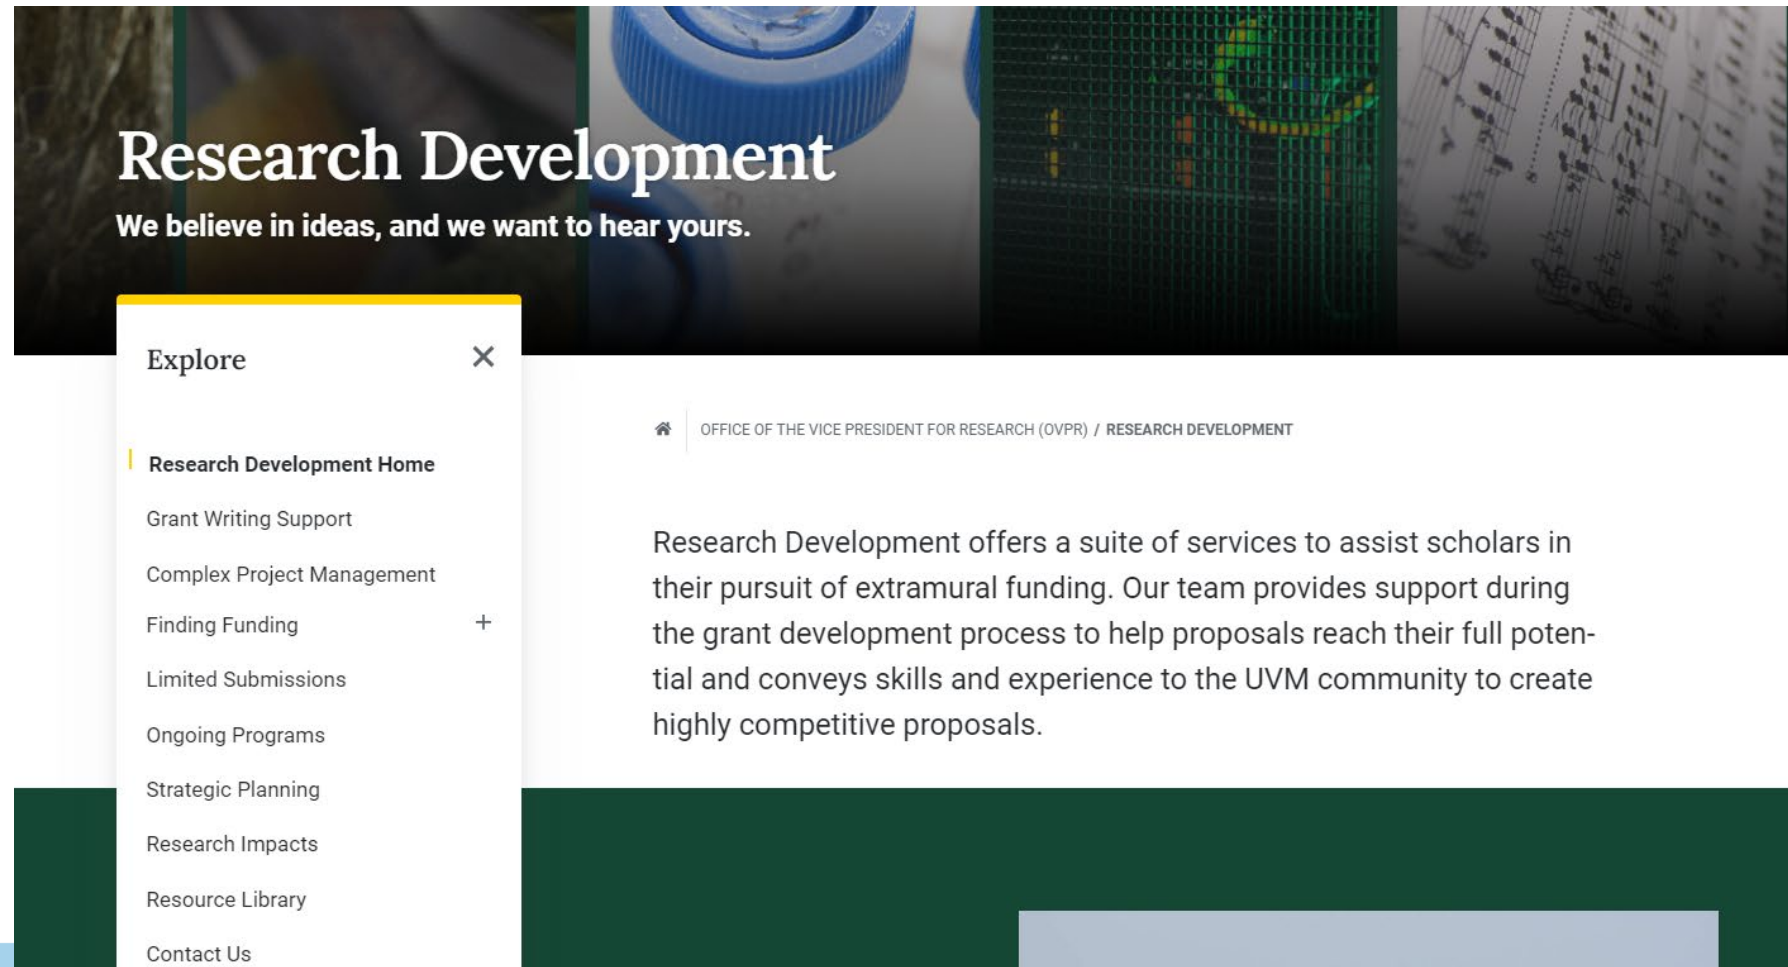 Research Development
We believe in ideas, and we want to hear yours.
Explore
Research Development Home
Grant Writing Support
Complex Project Management
Finding Funding
Limited Submissions
Ongoing Programs
Strategic Planning
Research Impacts
Resource Library
Contact Us
OFFICE OF THE VICE PRESIDENT FOR RESEARCH (OVPR) / RESEARCH DEVELOPMENT
Research Development offers a suite of services to assist scholars in
their pursuit of extramural funding. Our team provides support during
the grant development process to help proposals reach their full poten-
tial and conveys skills and experience to the UVM community to create
highly competitive proposals.